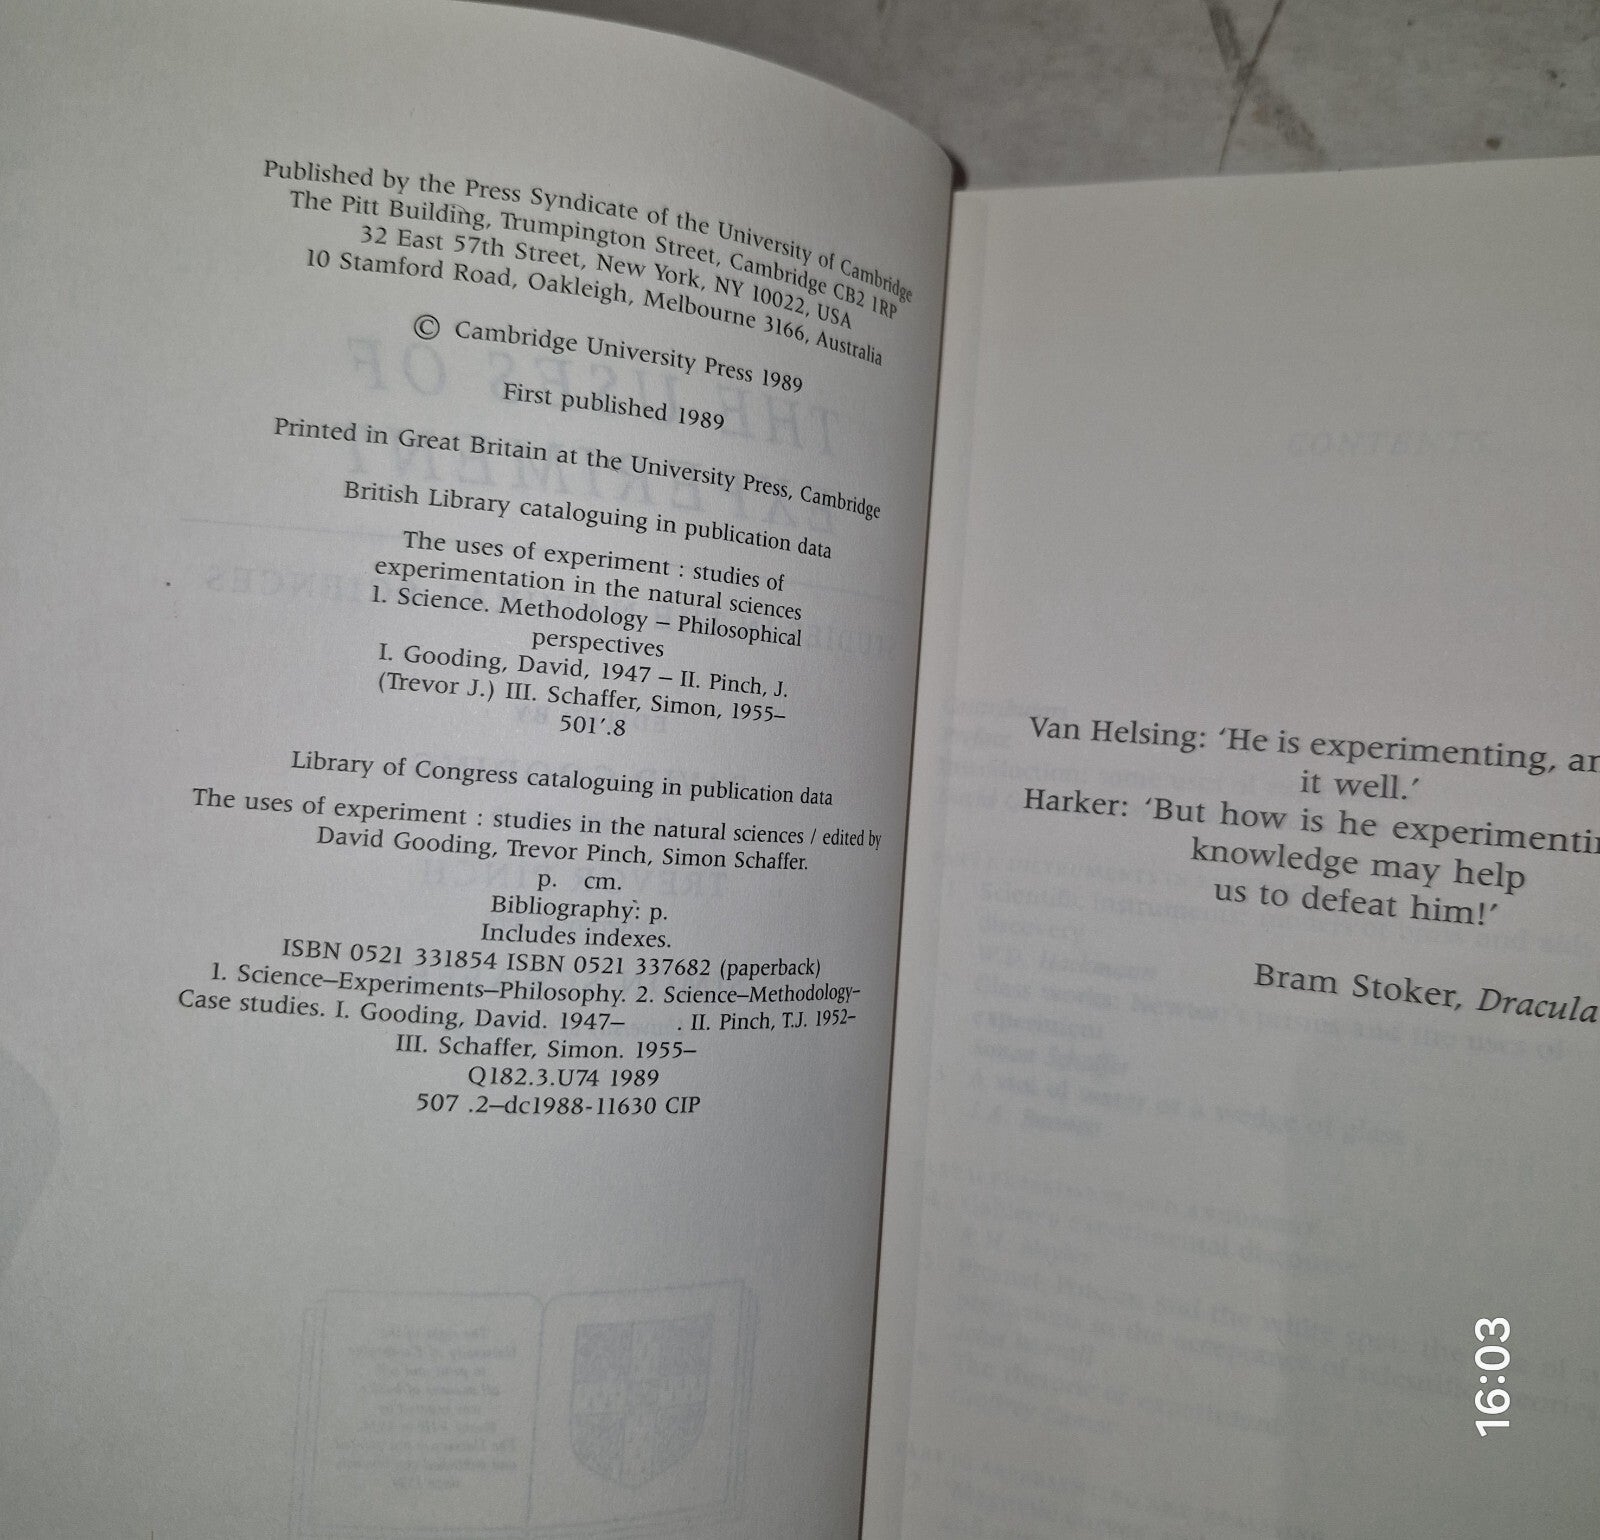 Published by the Press Syndicate of the University of Cambridge
The Pitt Building, Trumpington Street, Cambridge CB2 1RP
32 East 57th Street, New York, NY 10022, USA
10 Stamford Road, Oakleigh, Melbourne 3166, Australia
© Cambridge University Press 1989
First published 1989
Printed in Great Britain at the University Press, Cambridge
British Library cataloguing in publication data
The uses of experiment : studies of
experimentation in the natural sciences
1. Science. Methodology – Philosophical
perspectives
I. Gooding, David, 1947 – II. Pinch, J.
(Trevor J.) III. Schaffer, Simon, 1955–
501′.8
Library of Congress cataloguing in publication data
The uses of experiment : studies in the natural sciences / edited by
David Gooding, Trevor Pinch, Simon Schaffer.
p. cm.
Bibliography: p.
Includes indexes.
ISBN 0521 331854 ISBN 0521 337682 (paperback)
1. Science–Experiments–Philosophy. 2. Science–Methodology–
Case studies. I. Gooding, David. 1947– . II. Pinch, T.J. 1952–
III. Schaffer, Simon. 1955–
Q182.3.U74 1989
507 .2–dc1988-11630 CIP
Van Helsing: ‘He is experimenting,
it well.’
Harker: ‘But how is he
knowledge may help
us to defeat him!’
Bram Stoker, Dracula
16:03